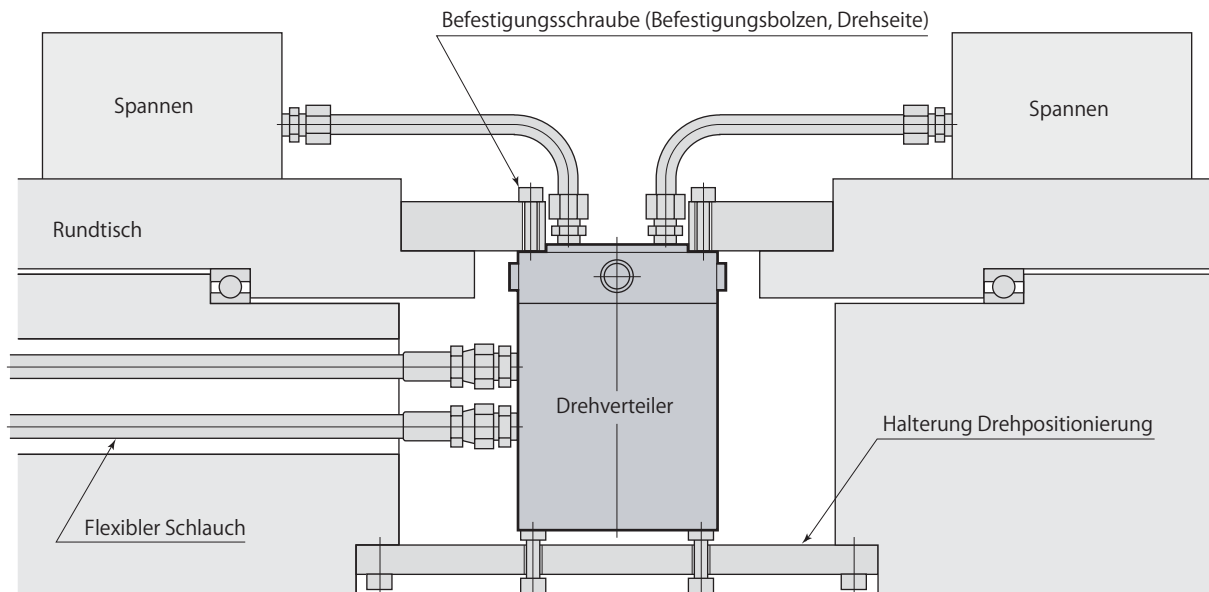 Befestigungsschraube (Befestigungsbolzen, Drehseite)
Spannen
Spannen
Rundtisch
Drehverteiler
Halterung Drehpositionierung
Flexibler Schlauch